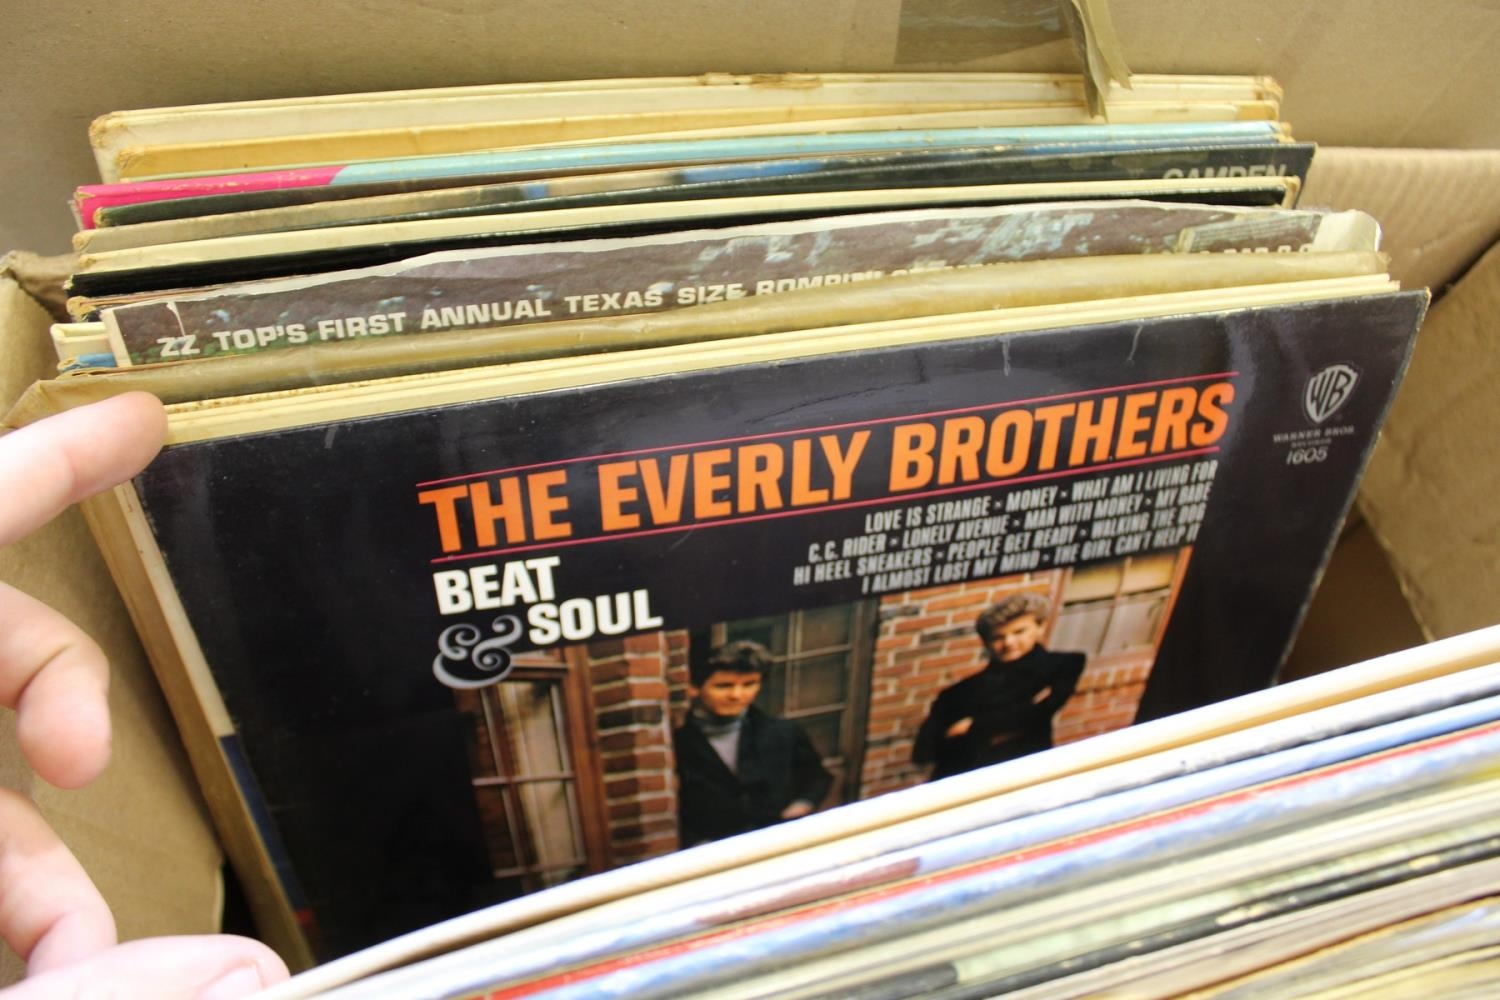 CAMDEN
ZZ TOP'S FIRST ANNUAL TEXAS SIZE
THE EVERLY BROTHERS
BEAT
& SOUL
LOVE IS STRANGE • MONEY • WHAT AM I LIVING FOR
C.C. RIDER • LONELY AVENUE • MAN WITH MONEY • MY BABE
HI HEEL SNEAKERS • PEOPLE GET READY • WALKING THE DOG
I ALMOST LOST MY MIND • THE GIRL CAN'T HELP IT
WB
WARNER BROS.
RECORDS
1605